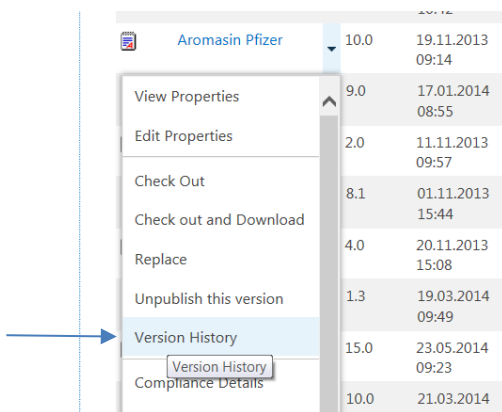 Aromasin Pfizer 10.0 19.11.2013
09:14
View Properties 9.0 17.01.2014
08:55
Edit Properties 2.0 11.11.2013
09:57
Check Out 8.1 01.11.2013
15:44
Check out and Download
Replace 4.0 20.11.2013
15:08
Unpublish this version 1.3 19.03.2014
09:49
Version History 15.0 23.05.2014
09:23
Version History
Compliance Details
10.0 21.03.2014